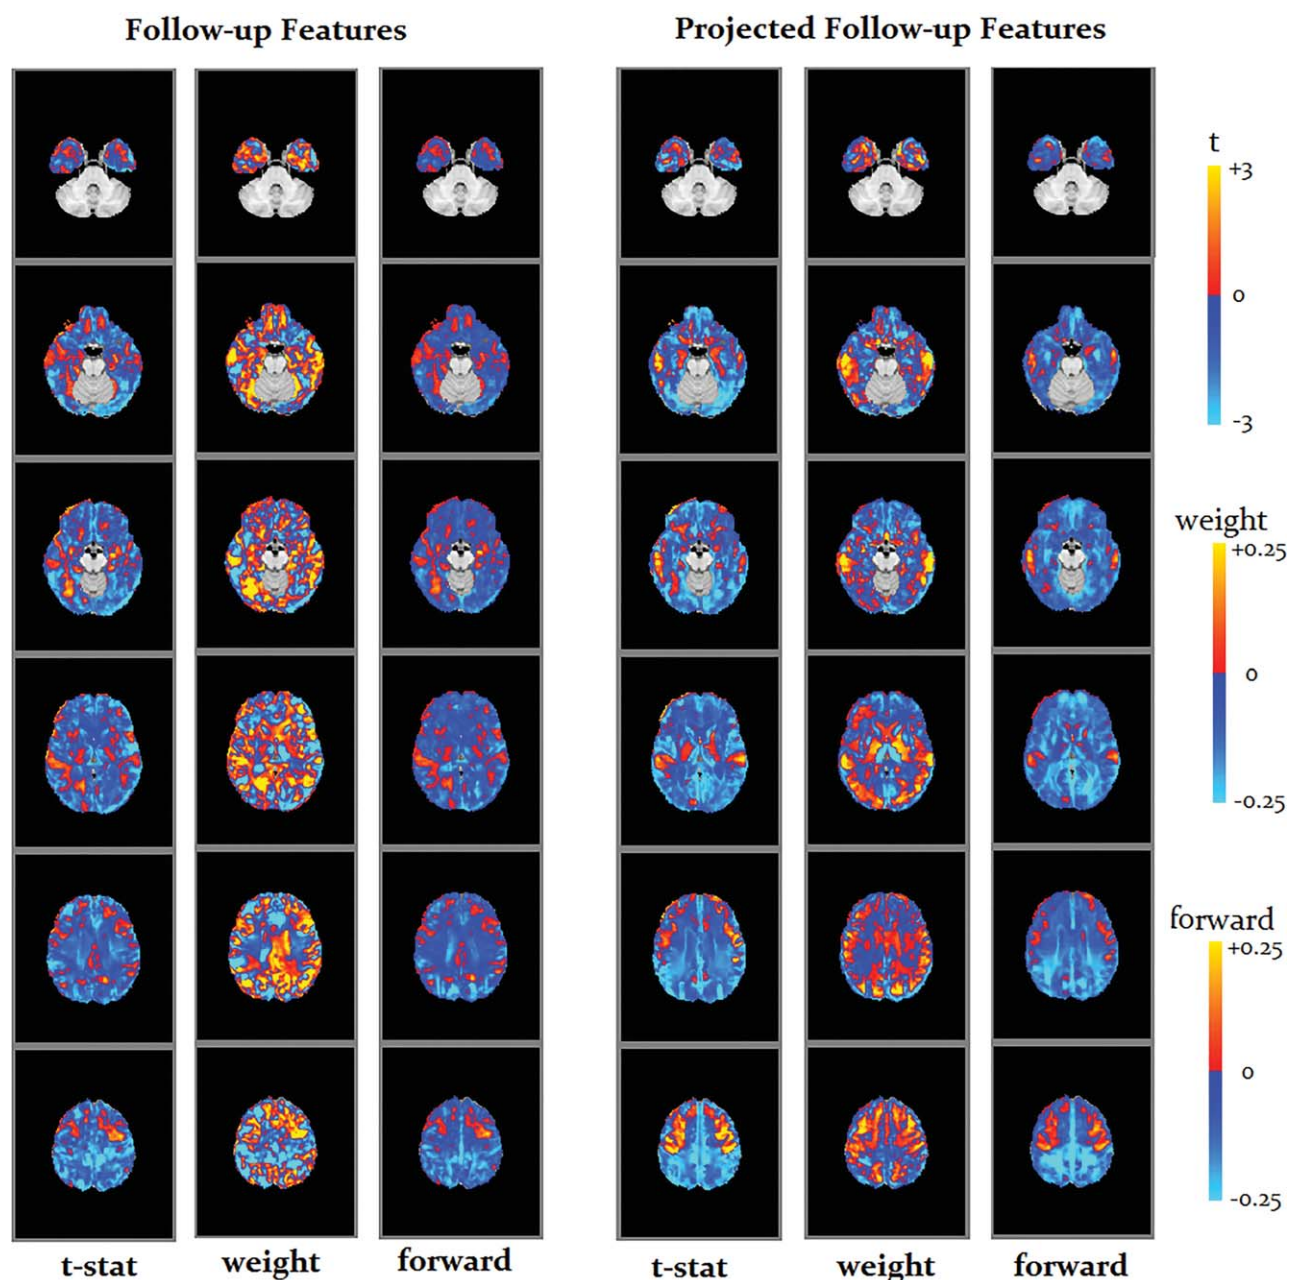 Follow-up Features
Projected Follow-up Features
t
+3
0
-3
weight
+0.25
0
-0.25
forward
+0.25
0
-0.25
t-stat
weight
forward
t-stat
weight
forward